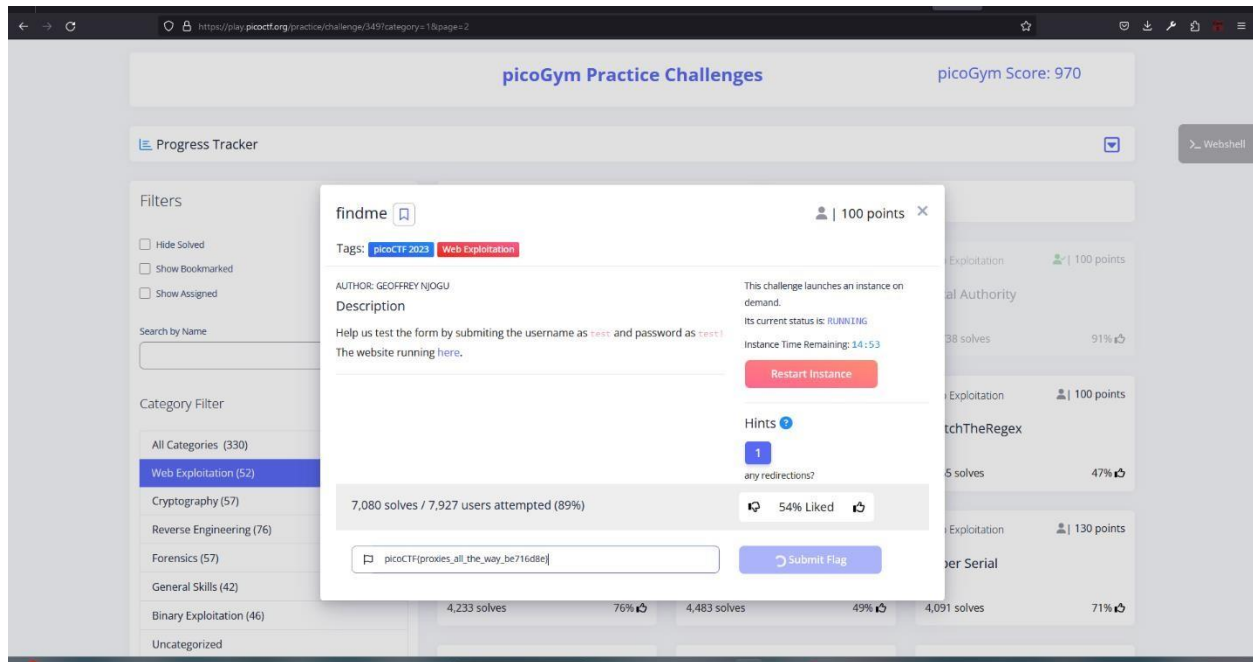 https://play.picoctf.org/practice/challenge/349?category=1&page=2
picoGym Practice Challenges
picoGym Score: 970
Progress Tracker
>_ Webshell
Filters
Hide Solved
Show Bookmarked
Show Assigned
Search by Name
Category Filter
All Categories (330)
Web Exploitation (52)
Cryptography (57)
Reverse Engineering (76)
Forensics (57)
General Skills (42)
Binary Exploitation (46)
Uncategorized
findme
| 100 points
Tags: picoCTF 2023 Web Exploitation
AUTHOR: GEOFFREY NJOGU
Description
Help us test the form by submiting the username as test and password as test!
The website running here.
This challenge launches an instance on
demand.
Its current status is: RUNNING
Instance Time Remaining: 14:53
Restart Instance
Hints ?
1
any redirections?
7,080 solves / 7,927 users attempted (89%)
54% Liked
picoCTF{proxies_all_the_way_be716d8e}
Submit Flag
Exploitation | 100 points
al Authority
38 solves 91%
Exploitation | 100 points
tchTheRegex
5 solves 47%
Exploitation | 130 points
per Serial
4,233 solves 76%
4,483 solves 49%
4,091 solves 71%